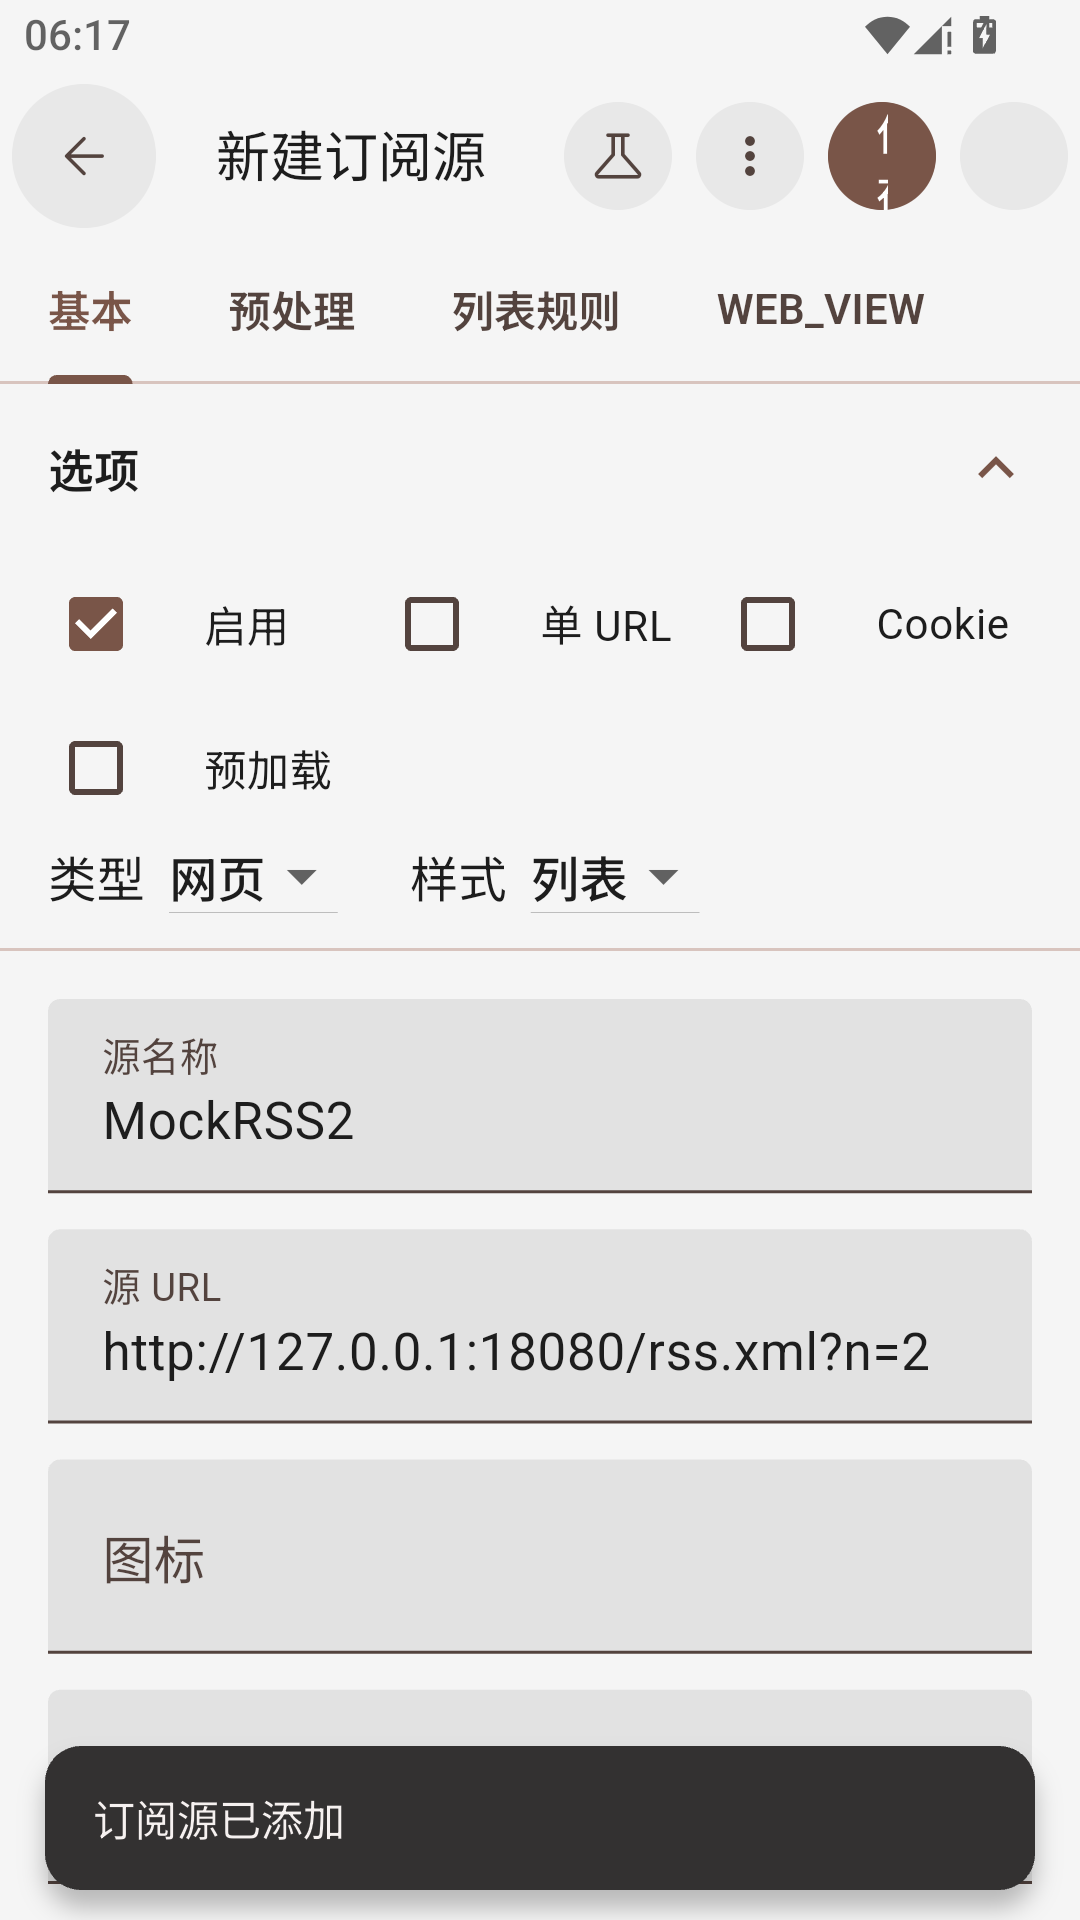 06:17
新建订阅源
基本 预处理 列表规则 WEB_VIEW
选项
启用 单 URL Cookie
预加载
类型 网页 样式 列表
源名称
MockRSS2
源 URL
http://127.0.0.1:18080/rss.xml?n=2
图标
订阅源已添加